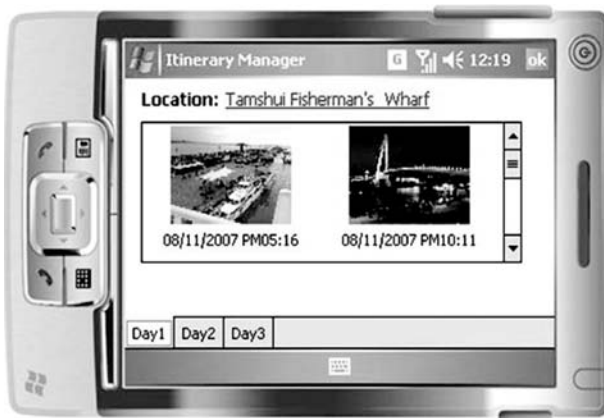 Itinerary Manager G 12:19 ok
Location: Tamshui Fisherman's Wharf
08/11/2007 PM05:16 08/11/2007 PM10:11
Day1 Day2 Day3